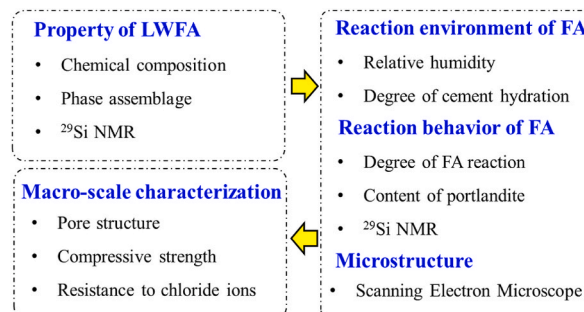 Property of LWFA
• Chemical composition
• Phase assemblage
• ²⁹Si NMR
Reaction environment of FA
• Relative humidity
• Degree of cement hydration
Reaction behavior of FA
• Degree of FA reaction
• Content of portlandite
• ²⁹Si NMR
Microstructure
• Scanning Electron Microscope
Macro-scale characterization
• Pore structure
• Compressive strength
• Resistance to chloride ions